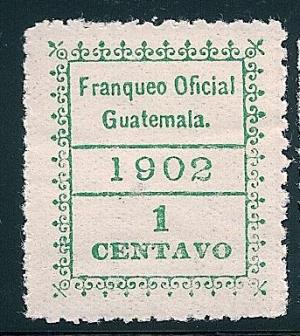 Franqueo Oficial
Guatemala.
1902
1
CENTAVO